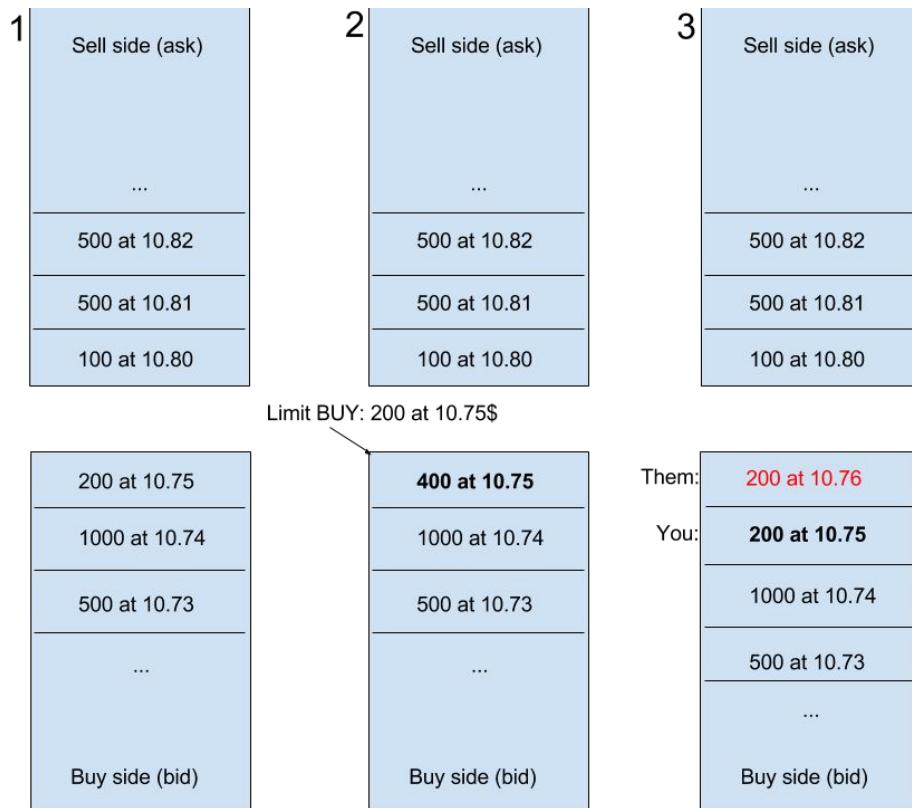 1
Sell side (ask)
...
500 at 10.82
500 at 10.81
100 at 10.80
200 at 10.75
1000 at 10.74
500 at 10.73
...
Buy side (bid)
2
Sell side (ask)
...
500 at 10.82
500 at 10.81
100 at 10.80
Limit BUY: 200 at 10.75$
400 at 10.75
1000 at 10.74
500 at 10.73
...
Buy side (bid)
3
Sell side (ask)
...
500 at 10.82
500 at 10.81
100 at 10.80
Them: 200 at 10.76
You: 200 at 10.75
1000 at 10.74
500 at 10.73
...
Buy side (bid)